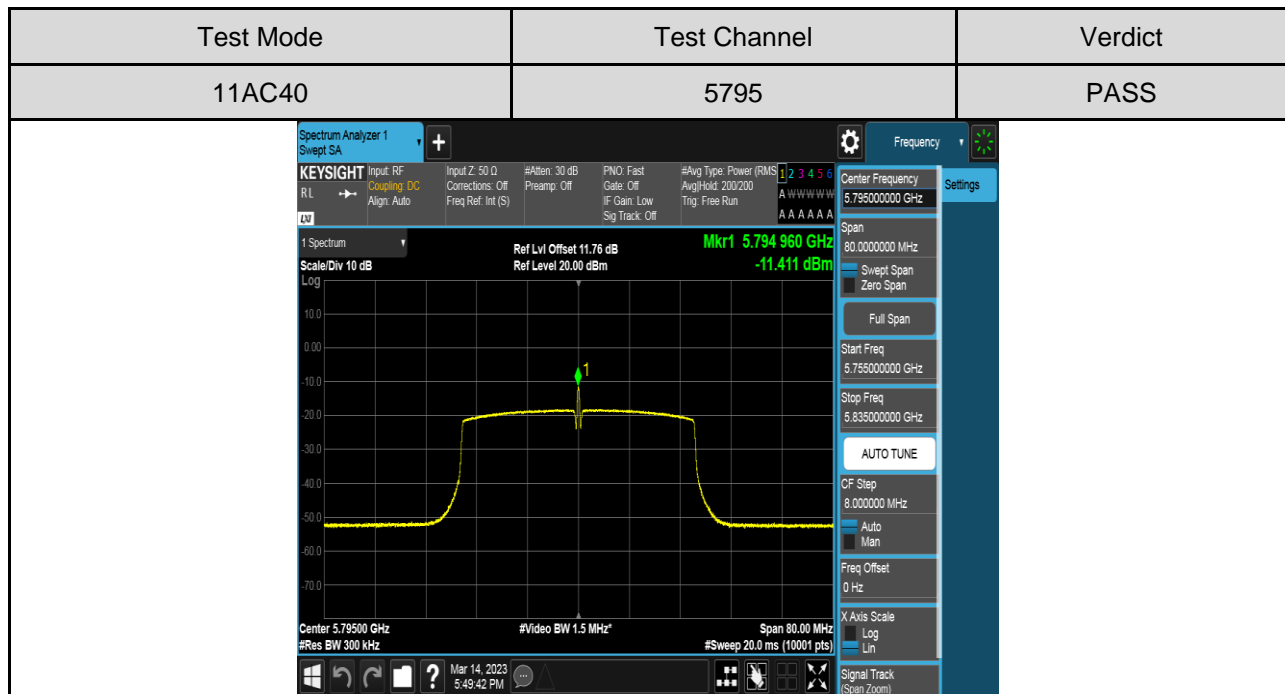 Test Mode Test Channel Verdict
11AC40 5795 PASS
Spectrum Analyzer 1
Swept SA
+
Frequency
KEYSIGHT
RL
LXI
Input: RF
Coupling: DC
Align: Auto
Input Z: 50 Ω
Corrections: Off
Freq Ref: Int (S)
#Atten: 30 dB
Preamp: Off
PNO: Fast
Gate: Off
IF Gain: Low
Sig Track: Off
#Avg Type: Power (RMS
Avg|Hold: 200/200
Trig: Free Run
1 2 3 4 5 6
A W W W W W
A A A A A A
1 Spectrum
Scale/Div 10 dB
Ref Lvl Offset 11.76 dB
Ref Level 20.00 dBm
Mkr1 5.794 960 GHz
-11.411 dBm
Log
10.0
0.00
-10.0
-20.0
-30.0
-40.0
-50.0
-60.0
-70.0
1
Center 5.79500 GHz
#Res BW 300 kHz
#Video BW 1.5 MHz*
Span 80.00 MHz
#Sweep 20.0 ms (10001 pts)
?
Mar 14, 2023
5:49:42 PM
Center Frequency
5.795000000 GHz
Settings
Span
80.0000000 MHz
Swept Span
Zero Span
Full Span
Start Freq
5.755000000 GHz
Stop Freq
5.835000000 GHz
AUTO TUNE
CF Step
8.000000 MHz
Auto
Man
Freq Offset
0 Hz
X Axis Scale
Log
Lin
Signal Track
(Span Zoom)